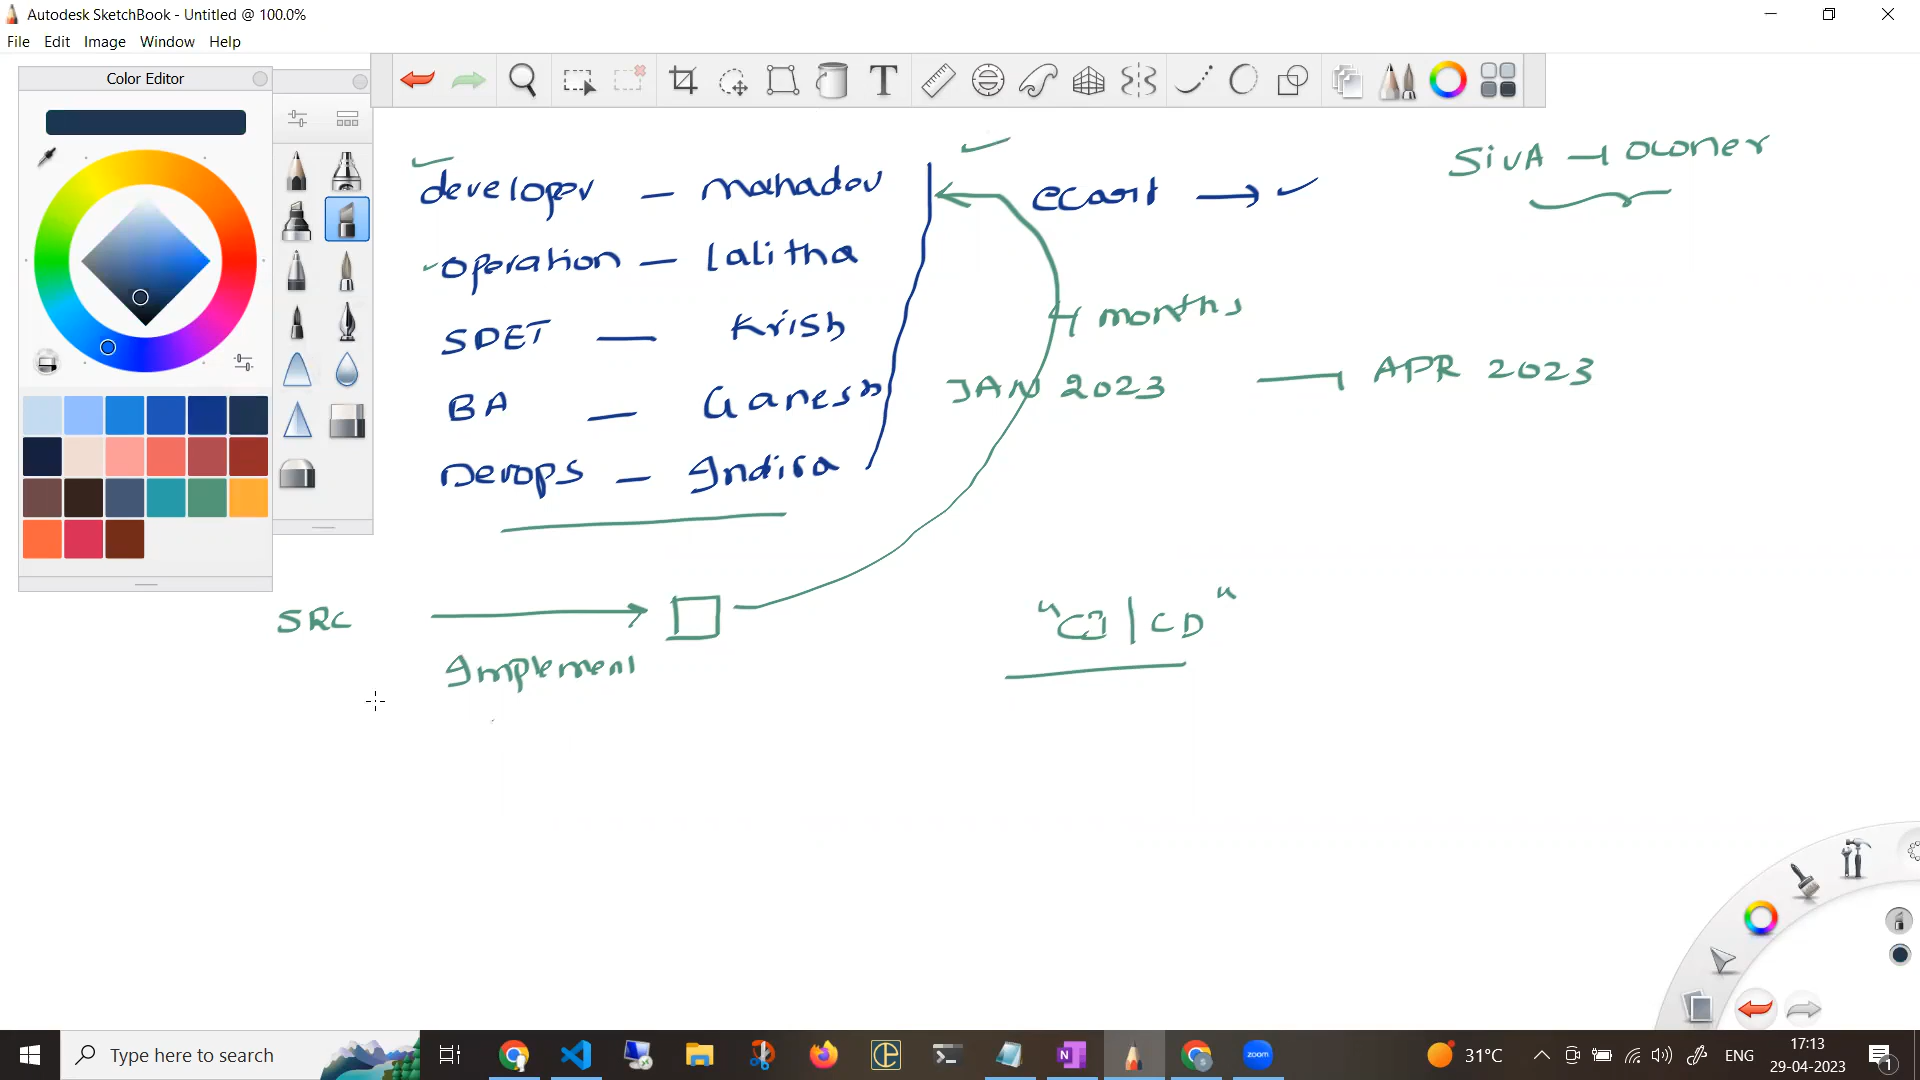 Autodesk SketchBook - Untitled @ 100.0%
File Edit Image Window Help
Color Editor
T
developer — mahadev
ecart → ✓
SivA → owner
operation — Lalitha
4 months
SDET — Krish
JAN 2023 — APR 2023
BA — Ganesh
Devops — Indira
SRC
"CI | CD"
Implement
Type here to search
zoom
31°C
ENG
17:13
29-04-2023
1